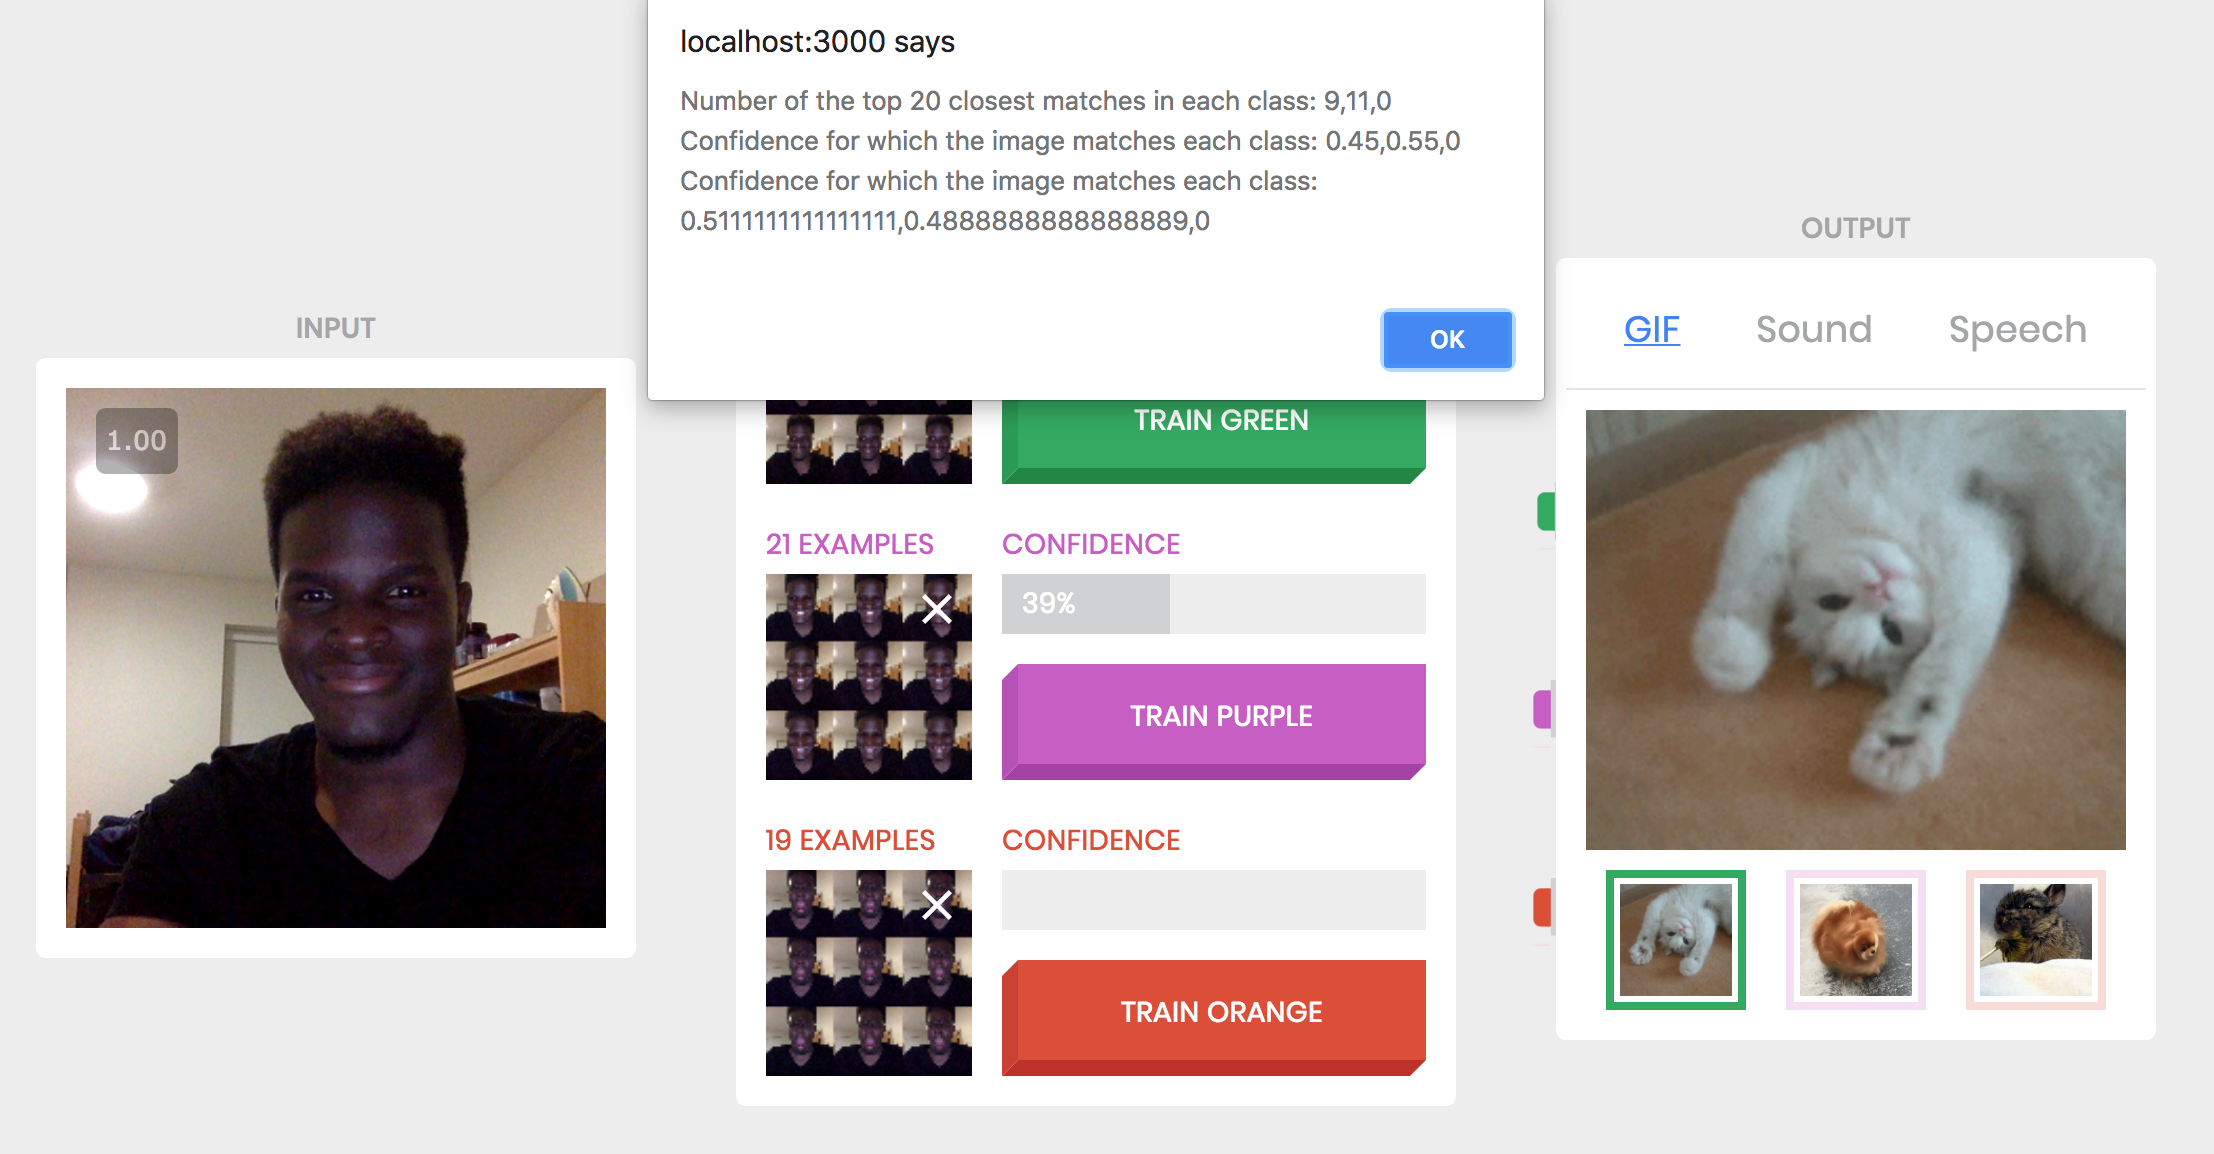 localhost:3000 says
Number of the top 20 closest matches in each class: 9,11,0
Confidence for which the image matches each class: 0.45,0.55,0
Confidence for which the image matches each class:
0.5111111111111111,0.4888888888888889,0
OK
INPUT
1.00
TRAIN GREEN
21 EXAMPLES
CONFIDENCE
39%
TRAIN PURPLE
19 EXAMPLES
CONFIDENCE
TRAIN ORANGE
OUTPUT
GIF
Sound
Speech